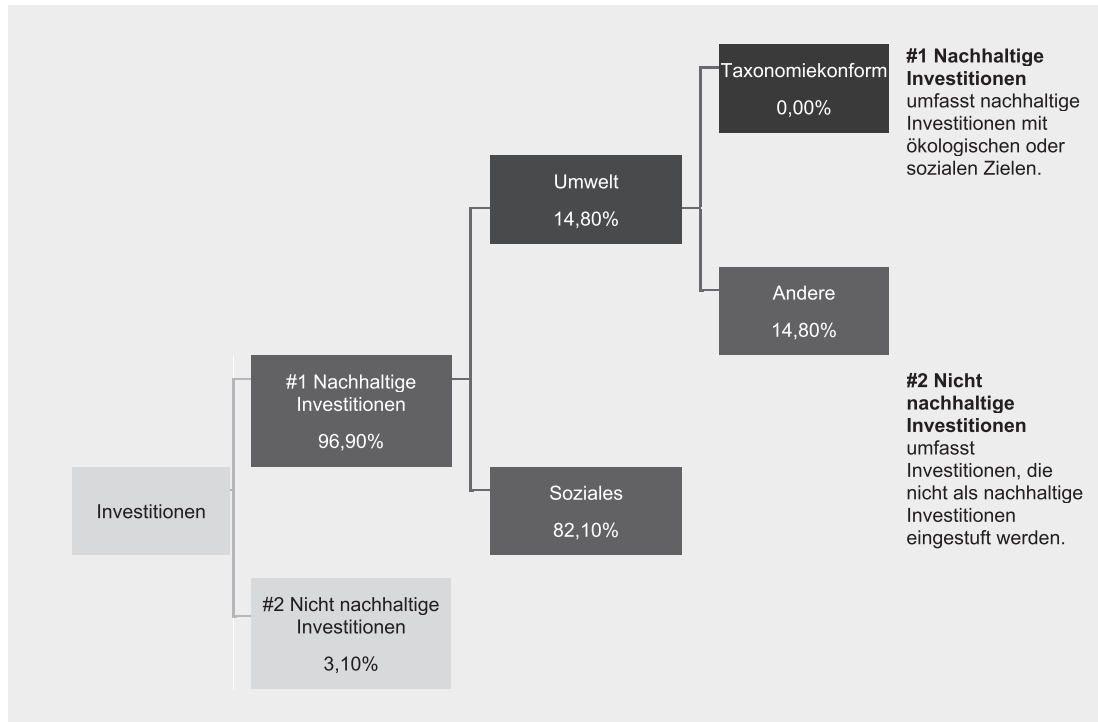 Taxonomiekonform
0,00%
#1 Nachhaltige
Investitionen
umfasst nachhaltige
Investitionen mit
ökologischen oder
sozialen Zielen.
Umwelt
14,80%
Andere
14,80%
#1 Nachhaltige
Investitionen
96,90%
#2 Nicht
nachhaltige
Investitionen
umfasst
Investitionen, die
nicht als nachhaltige
Investitionen
eingestuft werden.
Investitionen
Soziales
82,10%
#2 Nicht nachhaltige
Investitionen
3,10%